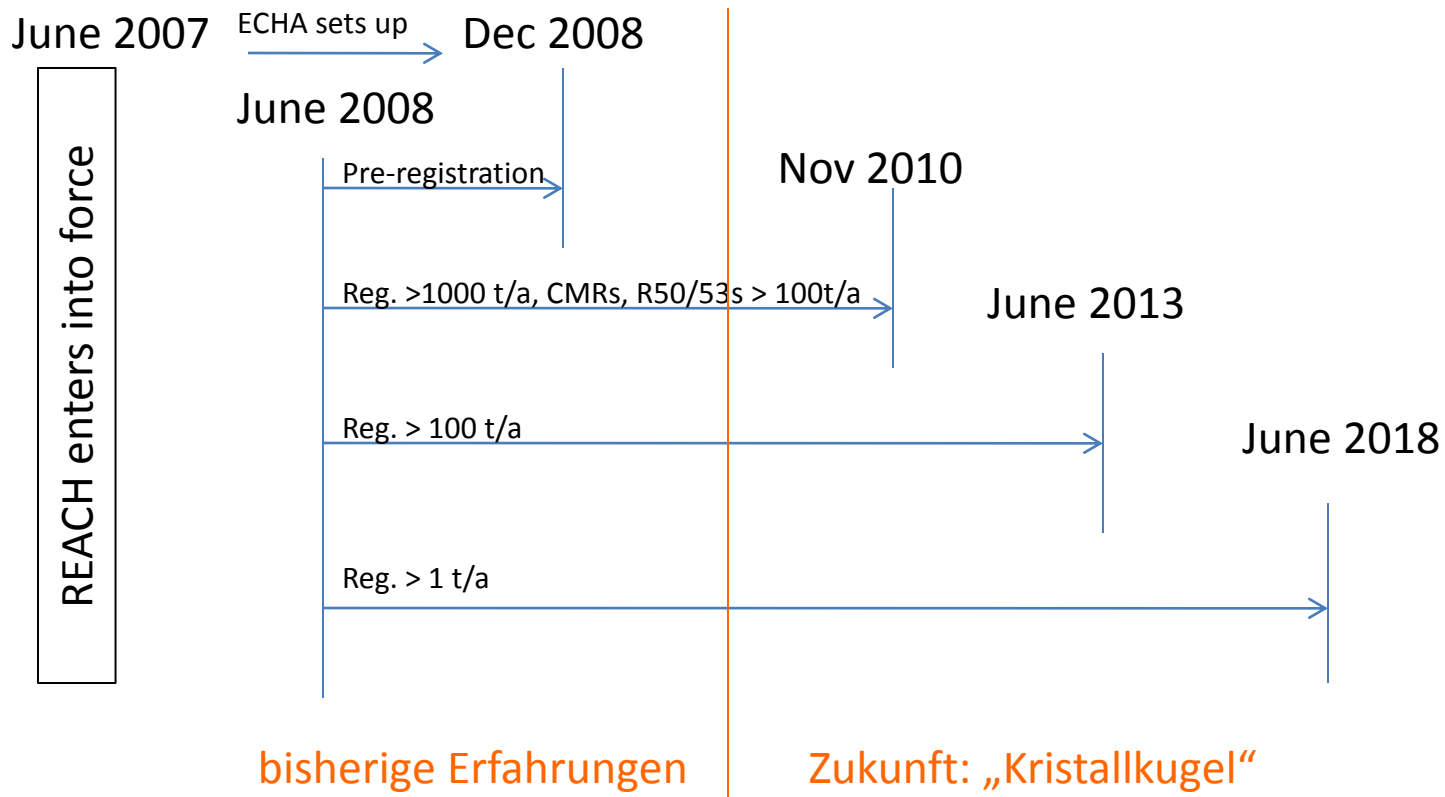 June 2007
ECHA sets up
Dec 2008
June 2008
REACH enters into force
Pre-registration
Nov 2010
Reg. >1000 t/a, CMRs, R50/53s > 100t/a
June 2013
Reg. > 100 t/a
June 2018
Reg. > 1 t/a
bisherige Erfahrungen
Zukunft: „Kristallkugel“